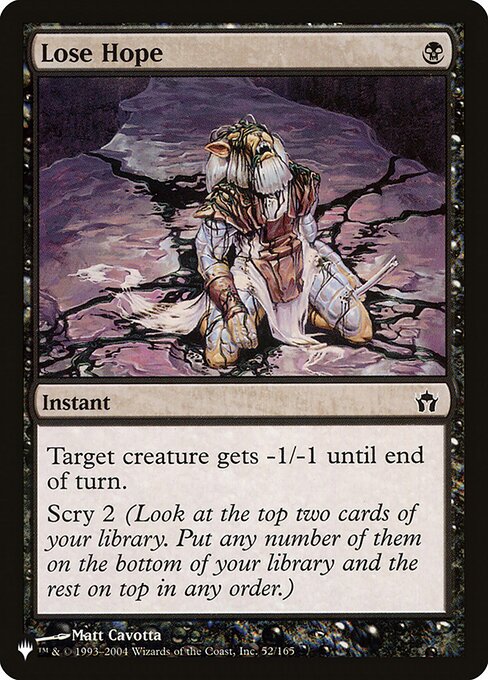 Lose Hope
Instant
Target creature gets -1/-1 until end
of turn.
Scry 2 (Look at the top two cards of
your library. Put any number of them
on the bottom of your library and the
rest on top in any order.)
Matt Cavotta
™ & © 1993–2004 Wizards of the Coast, Inc. 52/165